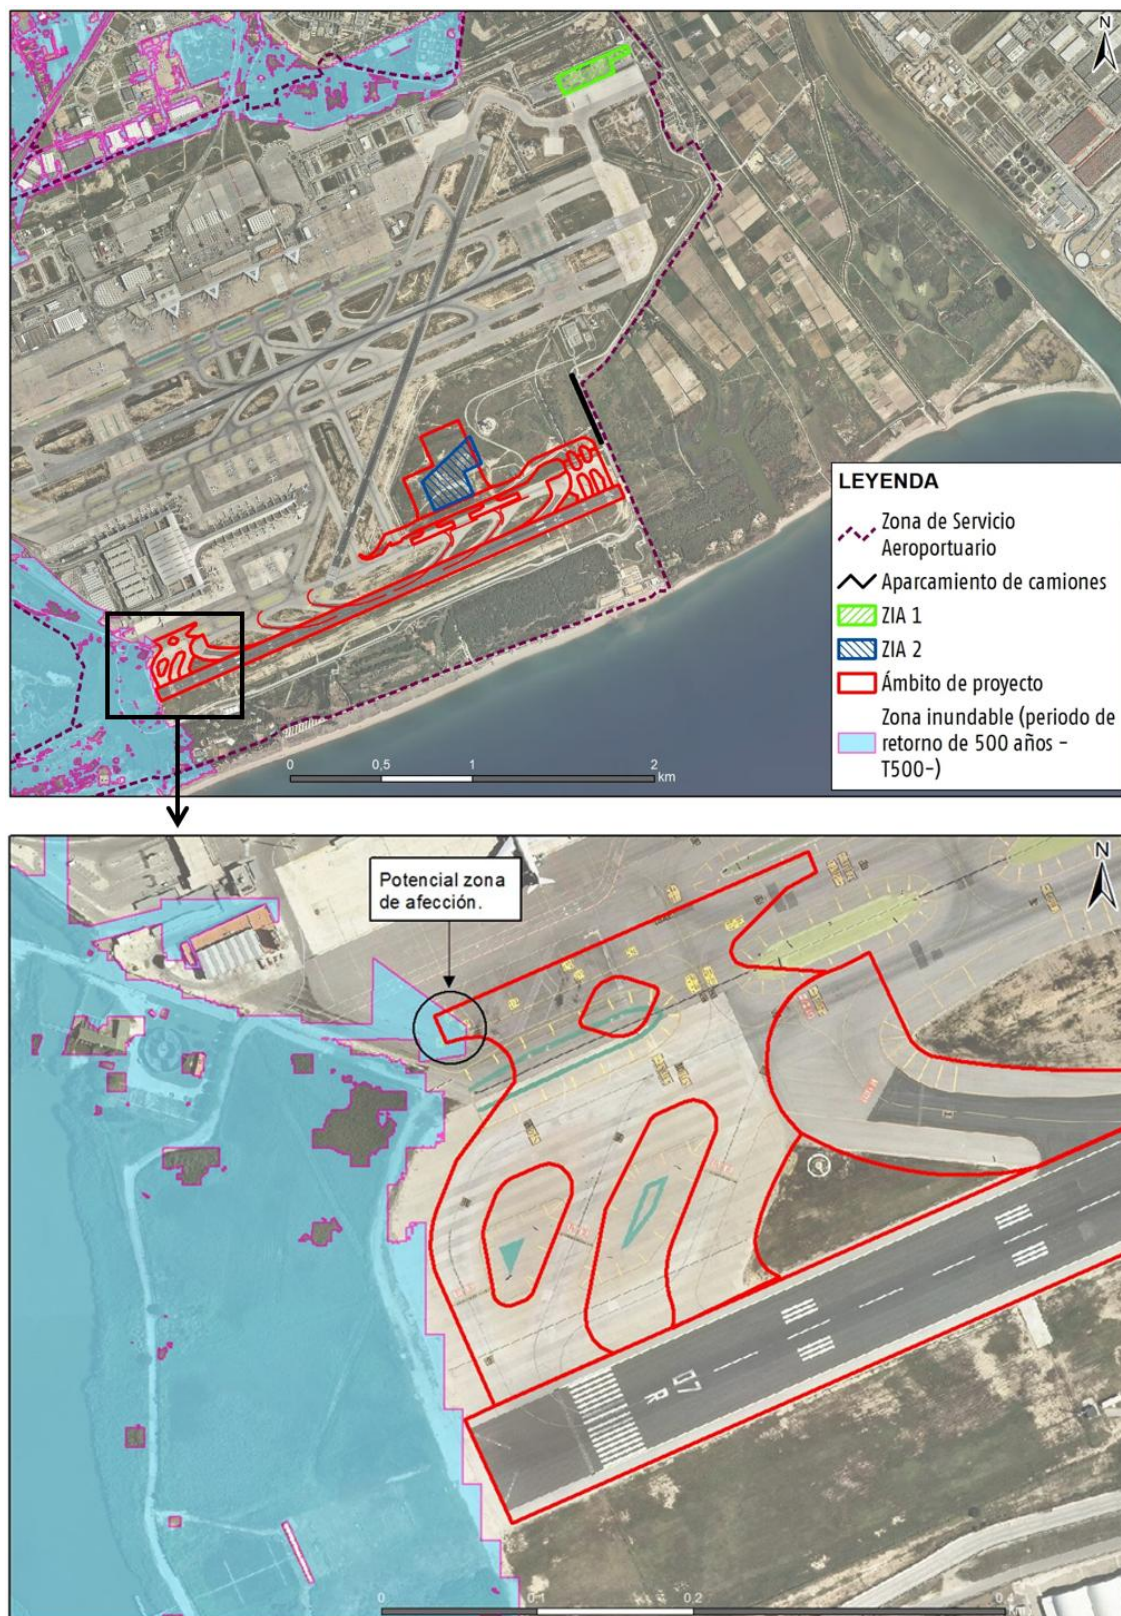 N
LEYENDA
Zona de Servicio
Aeroportuario
Aparcamiento de camiones
ZIA 1
ZIA 2
Ámbito de proyecto
Zona inundable (periodo de
retorno de 500 años -
T500-)
0 0,5 1 2
km
N
Potencial zona
de afección.
07
R
0 0,1 0,2
km